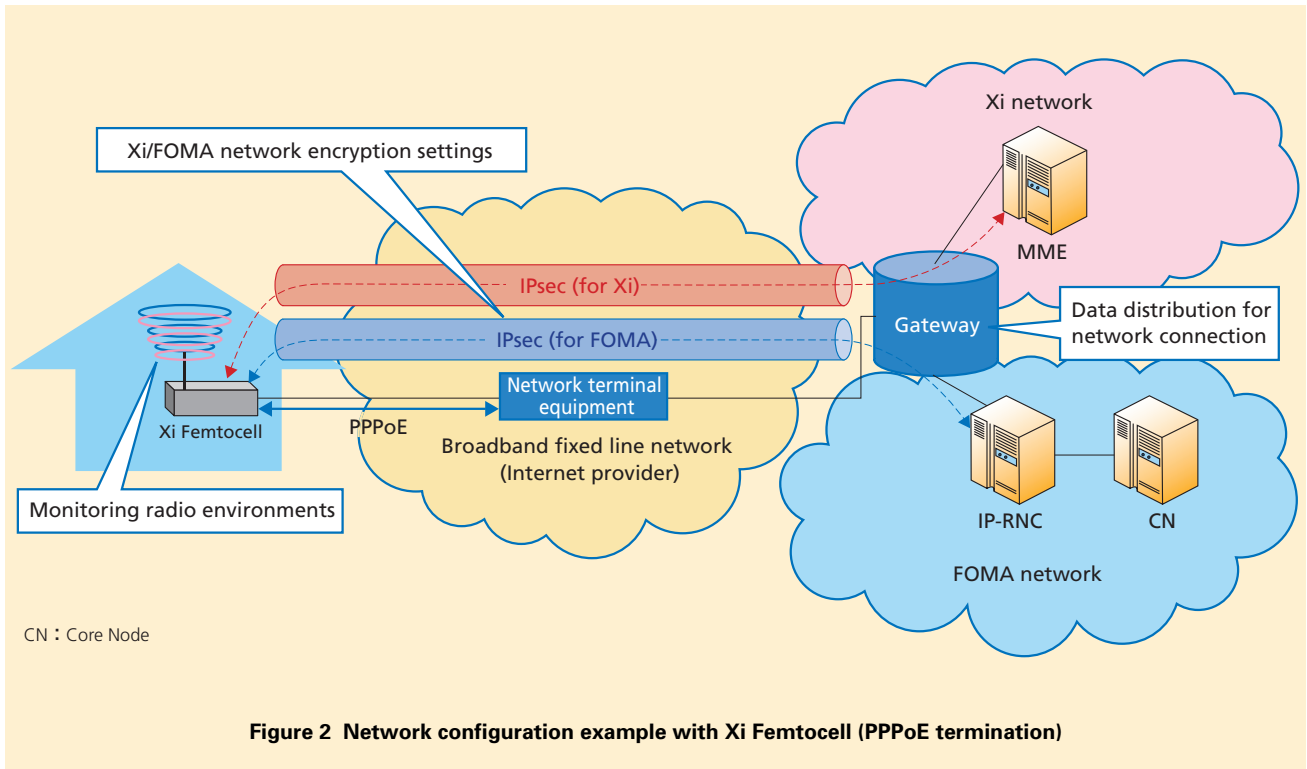 Xi network
Xi/FOMA network encryption settings
MME
IPsec (for Xi)
Gateway
Data distribution for
network connection
IPsec (for FOMA)
Network terminal
equipment
Xi Femtocell
PPPoE
Broadband fixed line network
(Internet provider)
Monitoring radio environments
IP-RNC
CN
FOMA network
CN：Core Node
Figure 2 Network configuration example with Xi Femtocell (PPPoE termination)